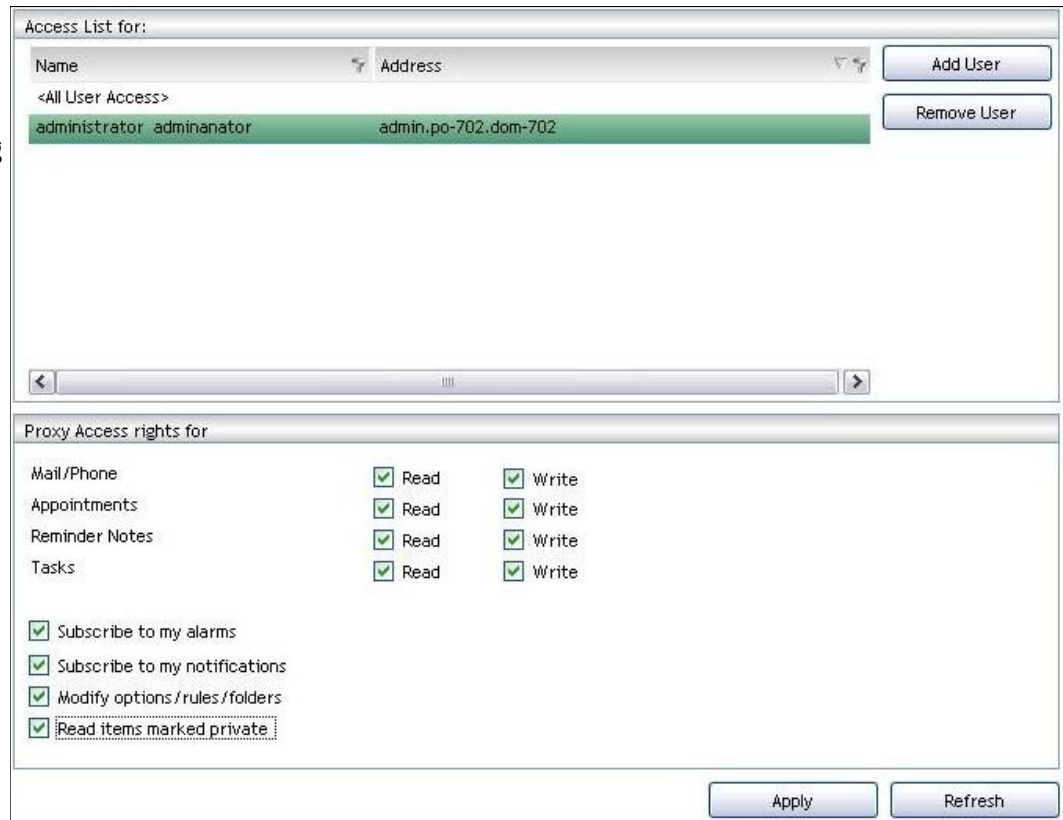 Access List for:
Name Address Add User
<All User Access>
Remove User
administrator adminanator admin.po-702.dom-702
Proxy Access rights for
Mail/Phone Read Write
Appointments Read Write
Reminder Notes Read Write
Tasks Read Write
Subscribe to my alarms
Subscribe to my notifications
Modify options/rules/folders
Read items marked private
Apply Refresh